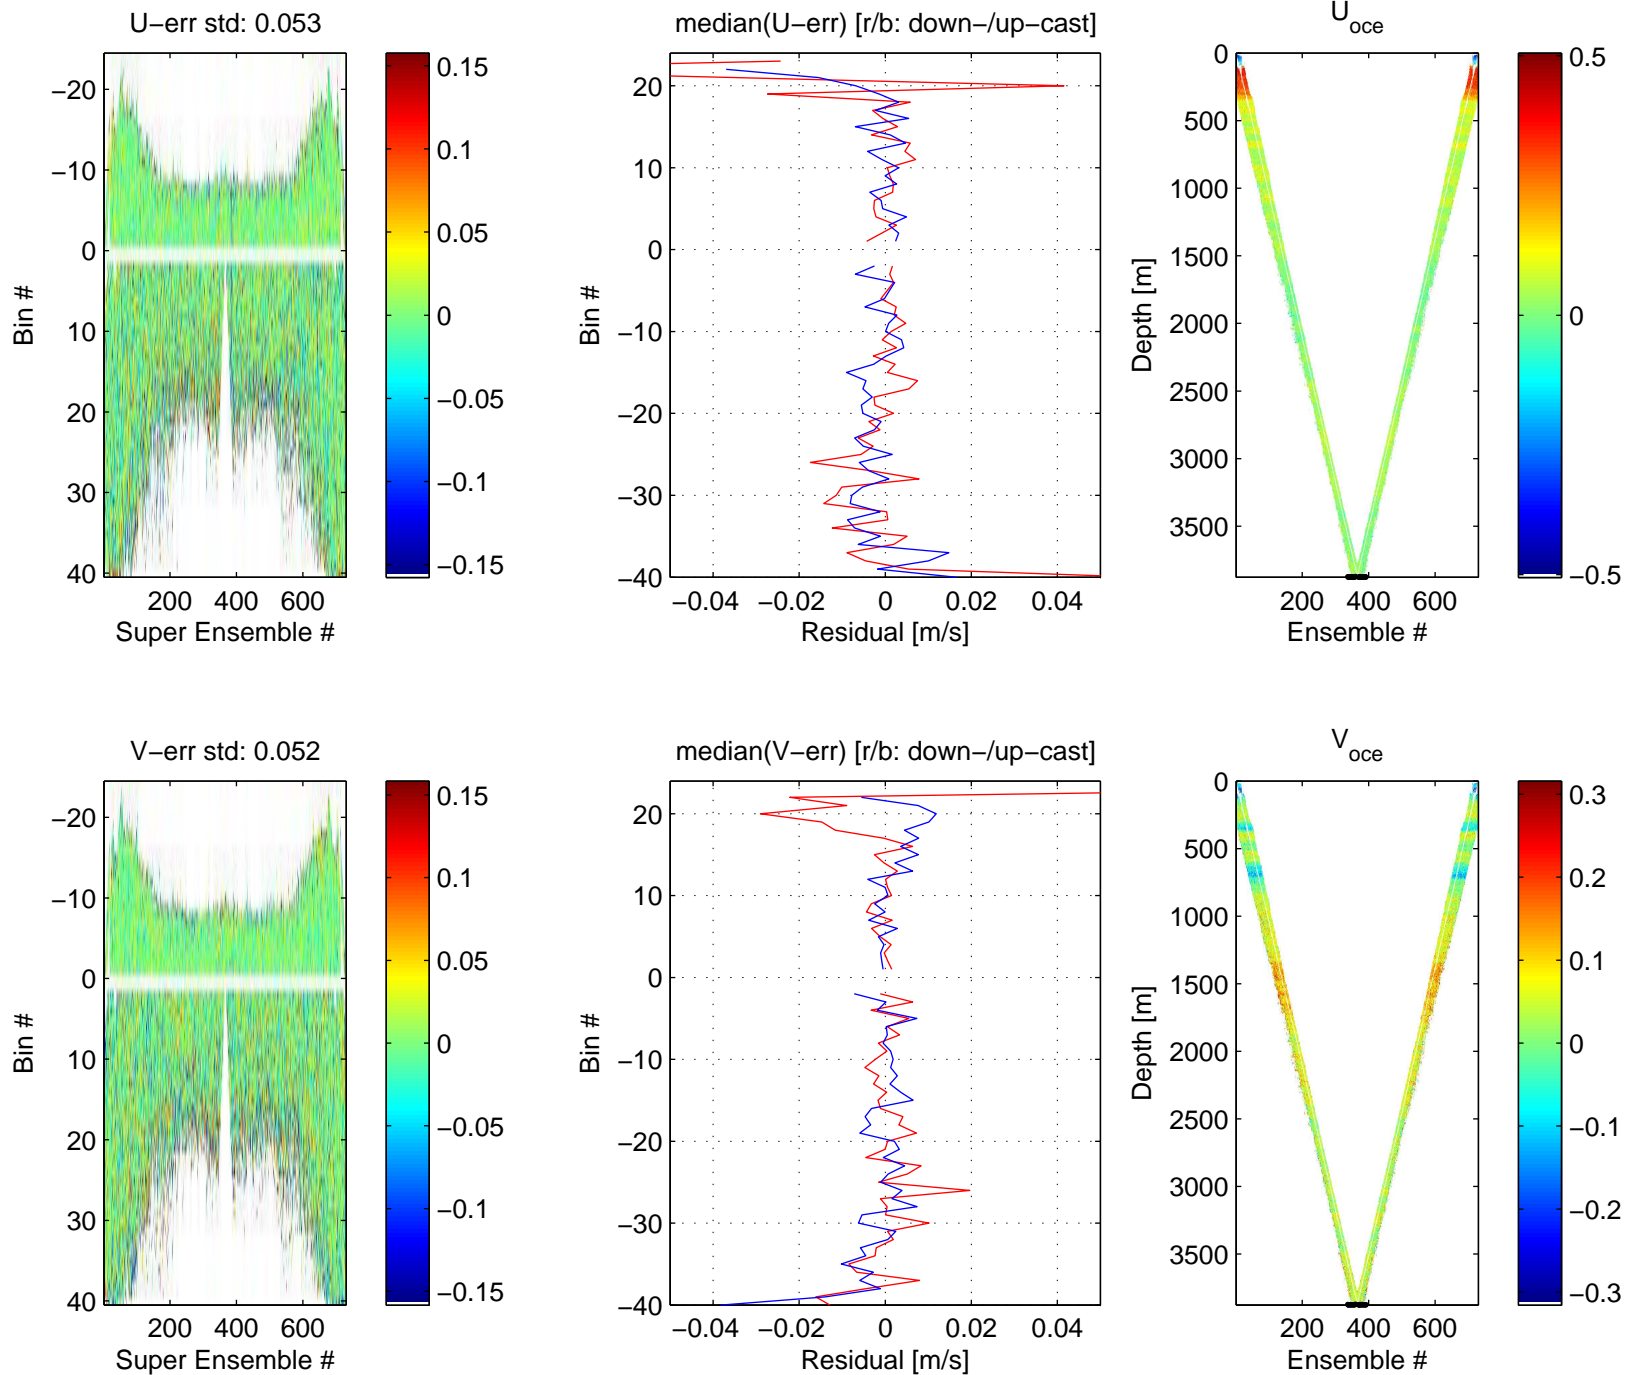 U−err std: 0.053
−20
−10
0
10
20
30
40
Bin #
200 400 600
Super Ensemble #
0.15
0.1
0.05
0
−0.05
−0.1
−0.15
median(U−err) [r/b: down−/up−cast]
20
10
0
−10
−20
−30
−40
Bin #
−0.04 −0.02 0 0.02 0.04
Residual [m/s]
U_oce
0
500
1000
1500
2000
2500
3000
3500
Depth [m]
200 400 600
Ensemble #
0.5
0
−0.5
V−err std: 0.052
−20
−10
0
10
20
30
40
Bin #
200 400 600
Super Ensemble #
0.15
0.1
0.05
0
−0.05
−0.1
−0.15
median(V−err) [r/b: down−/up−cast]
20
10
0
−10
−20
−30
−40
Bin #
−0.04 −0.02 0 0.02 0.04
Residual [m/s]
V_oce
0
500
1000
1500
2000
2500
3000
3500
Depth [m]
200 400 600
Ensemble #
0.3
0.2
0.1
0
−0.1
−0.2
−0.3